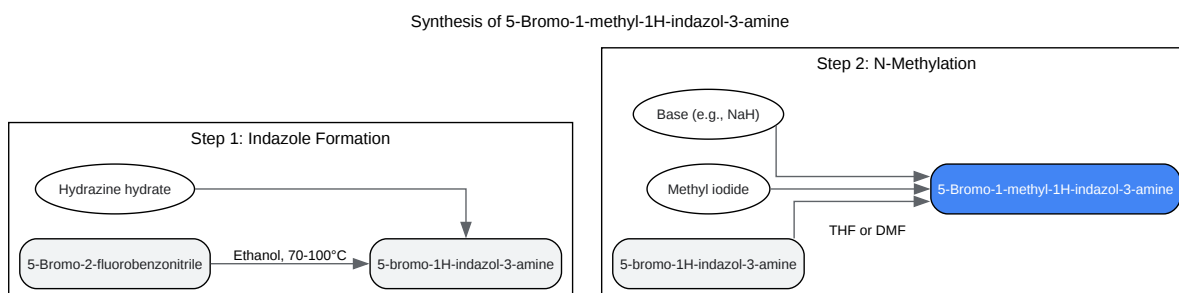 Synthesis of 5-Bromo-1-methyl-1H-indazol-3-amine
Step 1: Indazole Formation
Hydrazine hydrate
5-Bromo-2-fluorobenzonitrile
Ethanol, 70-100°C
5-bromo-1H-indazol-3-amine
Step 2: N-Methylation
Base (e.g., NaH)
Methyl iodide
5-Bromo-1-methyl-1H-indazol-3-amine
THF or DMF
5-bromo-1H-indazol-3-amine